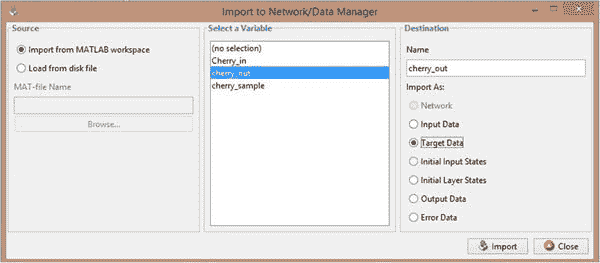 Import to Network/Data Manager
Source
Import from MATLAB workspace
Load from disk file
MAT-file Name
Browse...
Select a Variable
(no selection)
Cherry_in
cherry_out
cherry_sample
Destination
Name
cherry_out
Import As:
Network
Input Data
Target Data
Initial Input States
Initial Layer States
Output Data
Error Data
Import
Close